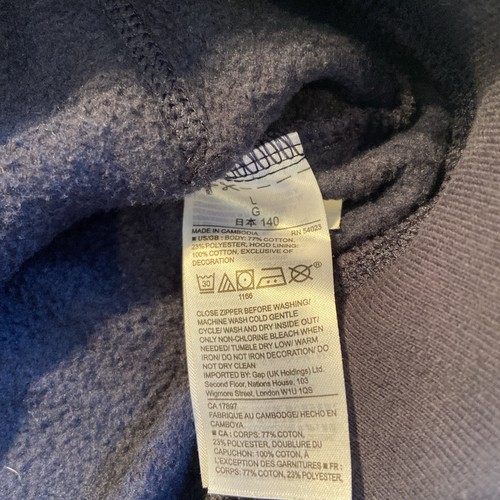 L
G
日本 140
MADE IN CAMBODIA RN 54023
■ US/GB : BODY: 77% COTTON,
23% POLYESTER, HOOD LINING:
100% COTTON, EXCLUSIVE OF
DECORATION
30
1156
CLOSE ZIPPER BEFORE WASHING/
MACHINE WASH COLD GENTLE
CYCLE/ WASH AND DRY INSIDE OUT/
ONLY NON-CHLORINE BLEACH WHEN
NEEDED/ TUMBLE DRY LOW/ WARM
IRON/ DO NOT IRON DECORATION/ DO
NOT DRY CLEAN
IMPORTED BY: Gap (UK Holdings) Ltd.
Second Floor, Nations House, 103
Wigmore Street, London W1U 1QS
CA 17897
FABRIQUÉ AU CAMBODGE/ HECHO EN
CAMBOYA
■ CA : CORPS: 77% COTON,
23% POLYESTER, DOUBLURE DU
CAPUCHON: 100% COTON, À
L'EXCEPTION DES GARNITURES ■ FR :
CORPS: 77% COTON, 23% POLYESTER,